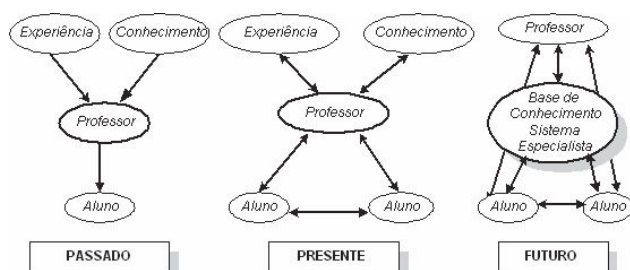 Experiência
Conhecimento
Professor
Aluno
PASSADO
Experiência
Conhecimento
Professor
Aluno
Aluno
PRESENTE
Professor
Base de
Conhecimento
Sistema
Especialista
Aluno
Aluno
FUTURO